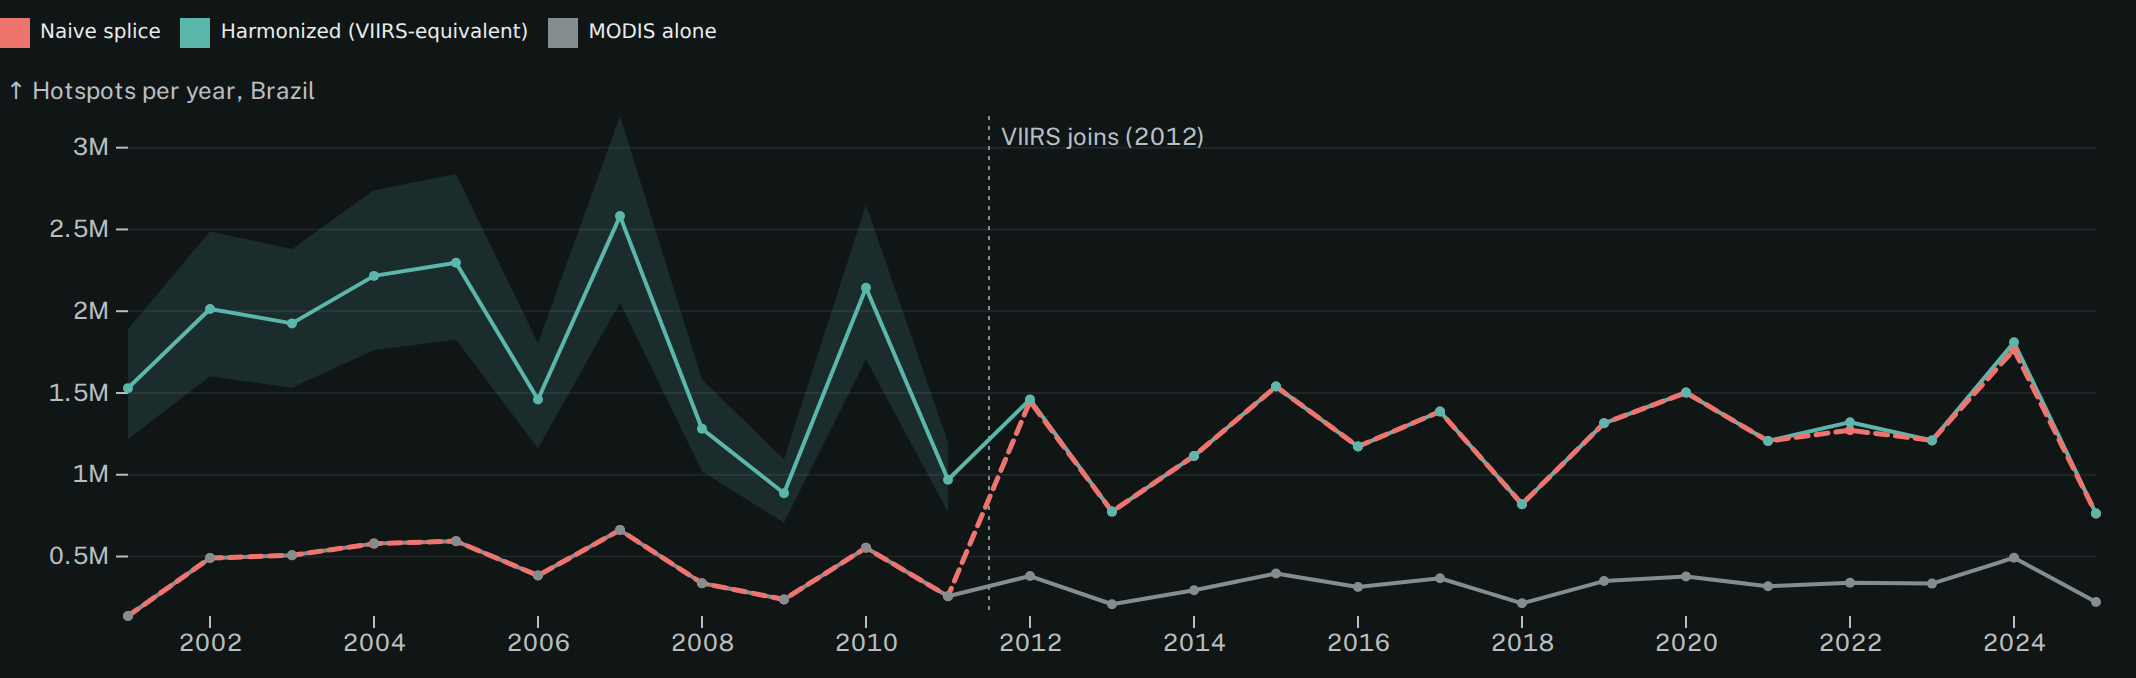 Naive splice Harmonized (VIIRS-equivalent) MODIS alone
↑ Hotspots per year, Brazil
VIIRS joins (2012)
3M
2.5M
2M
1.5M
1M
0.5M
2002 2004 2006 2008 2010 2012 2014 2016 2018 2020 2022 2024